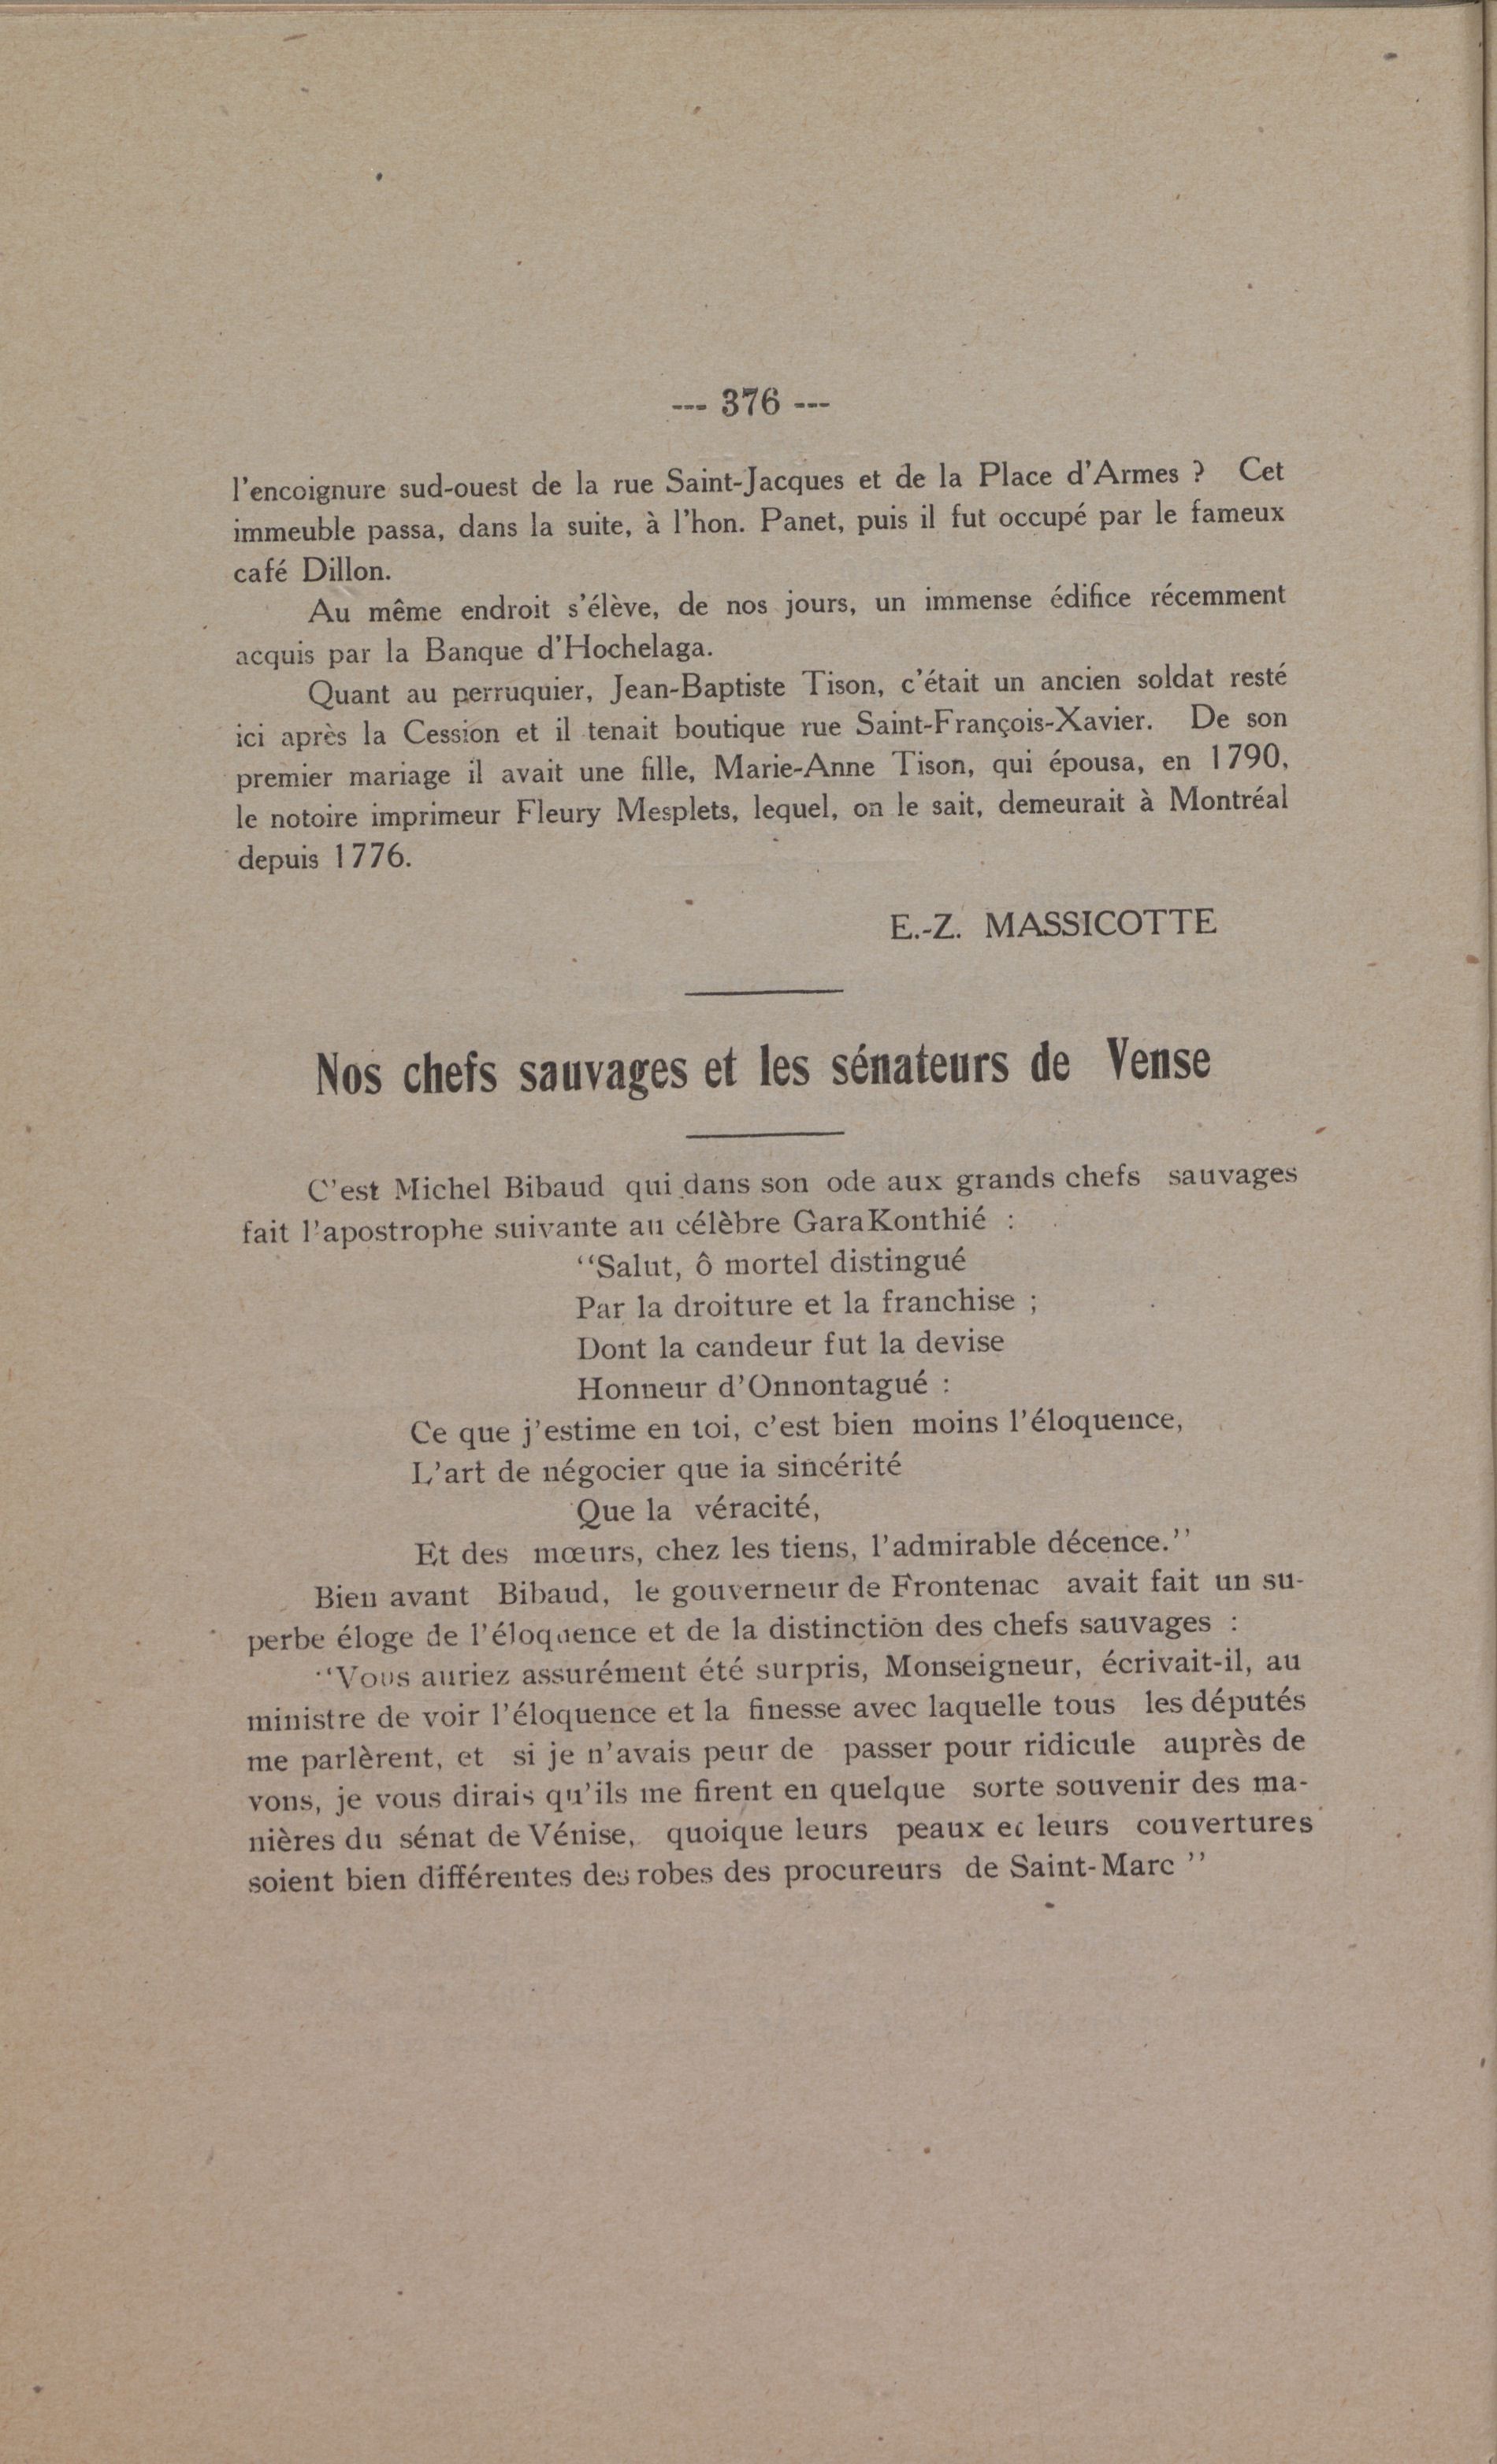 --- 376 ---
l'encoignure sud-ouest de la rue Saint-Jacques et de la Place d'Armes ? Cet
immeuble passa, dans la suite, à l'hon. Panet, puis il fut occupé par le fameux
café Dillon.
Au même endroit s'élève, de nos jours, un immense édifice récemment
acquis par la Banque d'Hochelaga.
Quant au perruquier, Jean-Baptiste Tison, c'était un ancien soldat resté
ici après la Cession et il tenait boutique rue Saint-François-Xavier. De son
premier mariage il avait une fille, Marie-Anne Tison, qui épousa, en 1790,
le notoire imprimeur Fleury Mesplets, lequel, on le sait, demeurait à Montréal
depuis 1776.
E.-Z. MASSICOTTE
Nos chefs sauvages et les sénateurs de Vense
C'est Michel Bibaud qui dans son ode aux grands chefs sauvages
fait l'apostrophe suivante au célèbre GaraKonthié :
"Salut, ô mortel distingué
Par la droiture et la franchise ;
Dont la candeur fut la devise
Honneur d'Onnontagué :
Ce que j'estime en toi, c'est bien moins l'éloquence,
L'art de négocier que ia sincérité
Que la véracité,
Et des mœurs, chez les tiens, l'admirable décence."
Bien avant Bibaud, le gouverneur de Frontenac avait fait un su-
perbe éloge de l'éloquence et de la distinction des chefs sauvages :
"Vous auriez assurément été surpris, Monseigneur, écrivait-il, au
ministre de voir l'éloquence et la finesse avec laquelle tous les députés
me parlèrent, et si je n'avais peur de passer pour ridicule auprès de
vons, je vous dirais qu'ils me firent en quelque sorte souvenir des ma-
nières du sénat de Vénise, quoique leurs peaux et leurs couvertures
soient bien différentes des robes des procureurs de Saint-Marc "